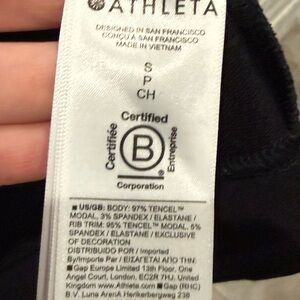 ATHLETA
DESIGNED IN SAN FRANCISCO
CONÇU À SAN FRANCISCO
MADE IN VIETNAM
S
P
CH
Certified
Certifiée
B
Entreprise
Corporation
■ US/GB: BODY: 97% TENCEL™
MODAL, 3% SPANDEX / ELASTANE /
RIB TRIM: 95% TENCEL™ MODAL, 5%
SPANDEX / ELASTANE / EXCLUSIVE
OF DECORATION
DISTRIBUIDO POR / Imported
By/Importé Par / ΕΙΣΑΓΕΤΑΙ ΑΠΟ ΤΗΝ:
■ Gap Europe Limited 13th Floor, One
Angel Court, London, EC2R 7HJ, United
Kingdom www.Athleta.com ■ Gap (RHC)
B.V. Luna ArenA Herikerbergweg 238